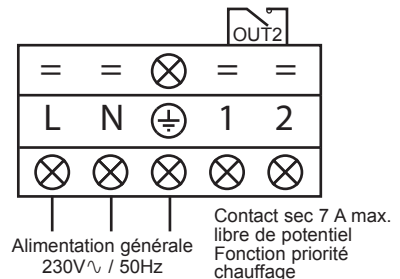 OUT2
= = = =
L N 1 2
Alimentation générale
230V∿ / 50Hz
Contact sec 7 A max.
libre de potentiel
Fonction priorité
chauffage